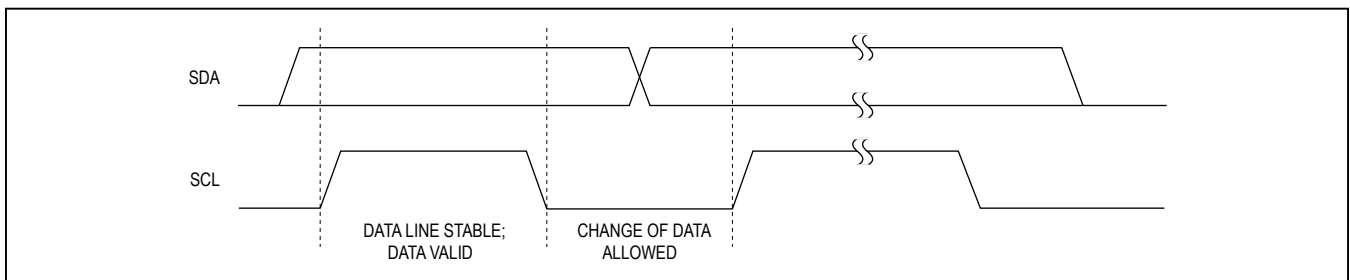 SDA
SCL
DATA LINE STABLE;
DATA VALID
CHANGE OF DATA
ALLOWED